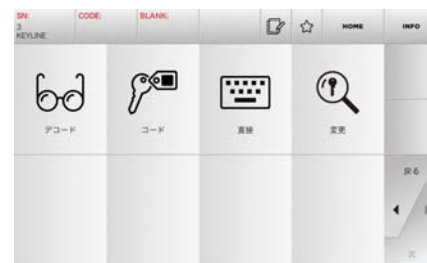 SN:
3
KEYLINE
CODE:
BLANK:
HOME
INFO
デコード
コード
直接
変更
戻る
次